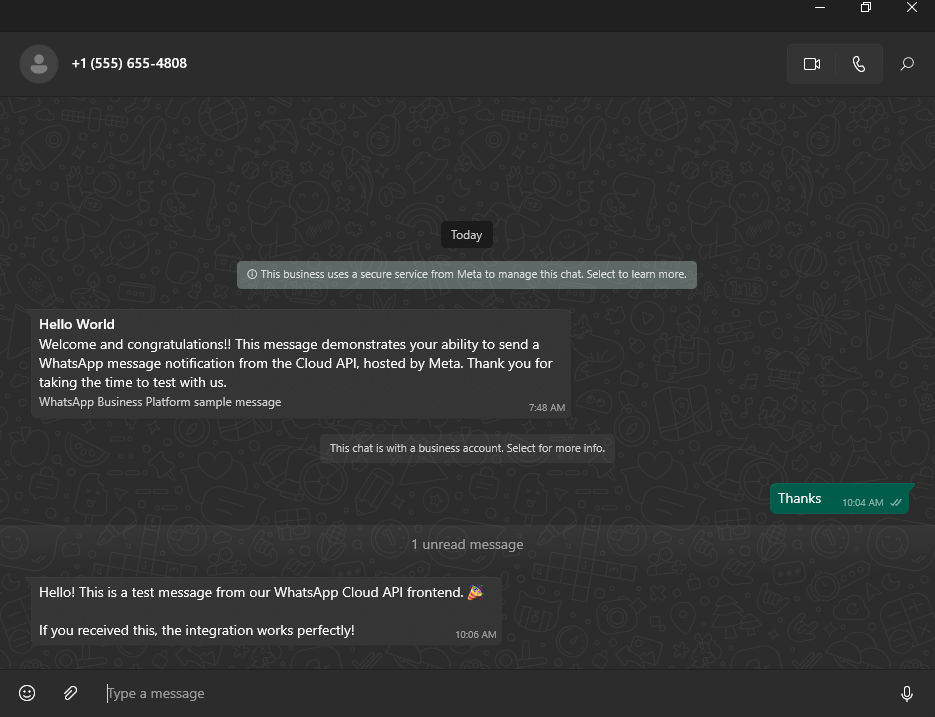 +1 (555) 655-4808
Today
This business uses a secure service from Meta to manage this chat. Select to learn more.
Hello World
Welcome and congratulations!! This message demonstrates your ability to send a
WhatsApp message notification from the Cloud API, hosted by Meta. Thank you for
taking the time to test with us.
WhatsApp Business Platform sample message
7:48 AM
This chat is with a business account. Select for more info.
Thanks 10:04 AM
1 unread message
Hello! This is a test message from our WhatsApp Cloud API frontend. 🎉
If you received this, the integration works perfectly! 10:06 AM
Type a message